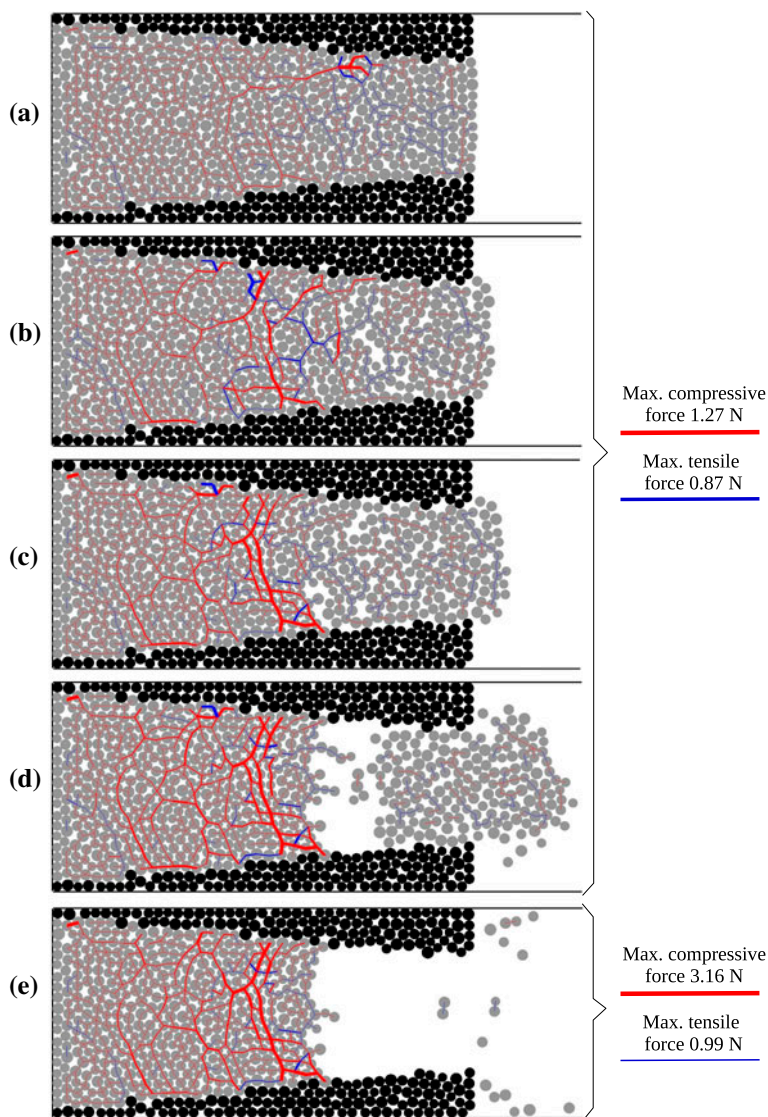 (a)
(b)
Max. compressive
force 1.27 N
Max. tensile
force 0.87 N
(c)
(d)
(e)
Max. compressive
force 3.16 N
Max. tensile
force 0.99 N